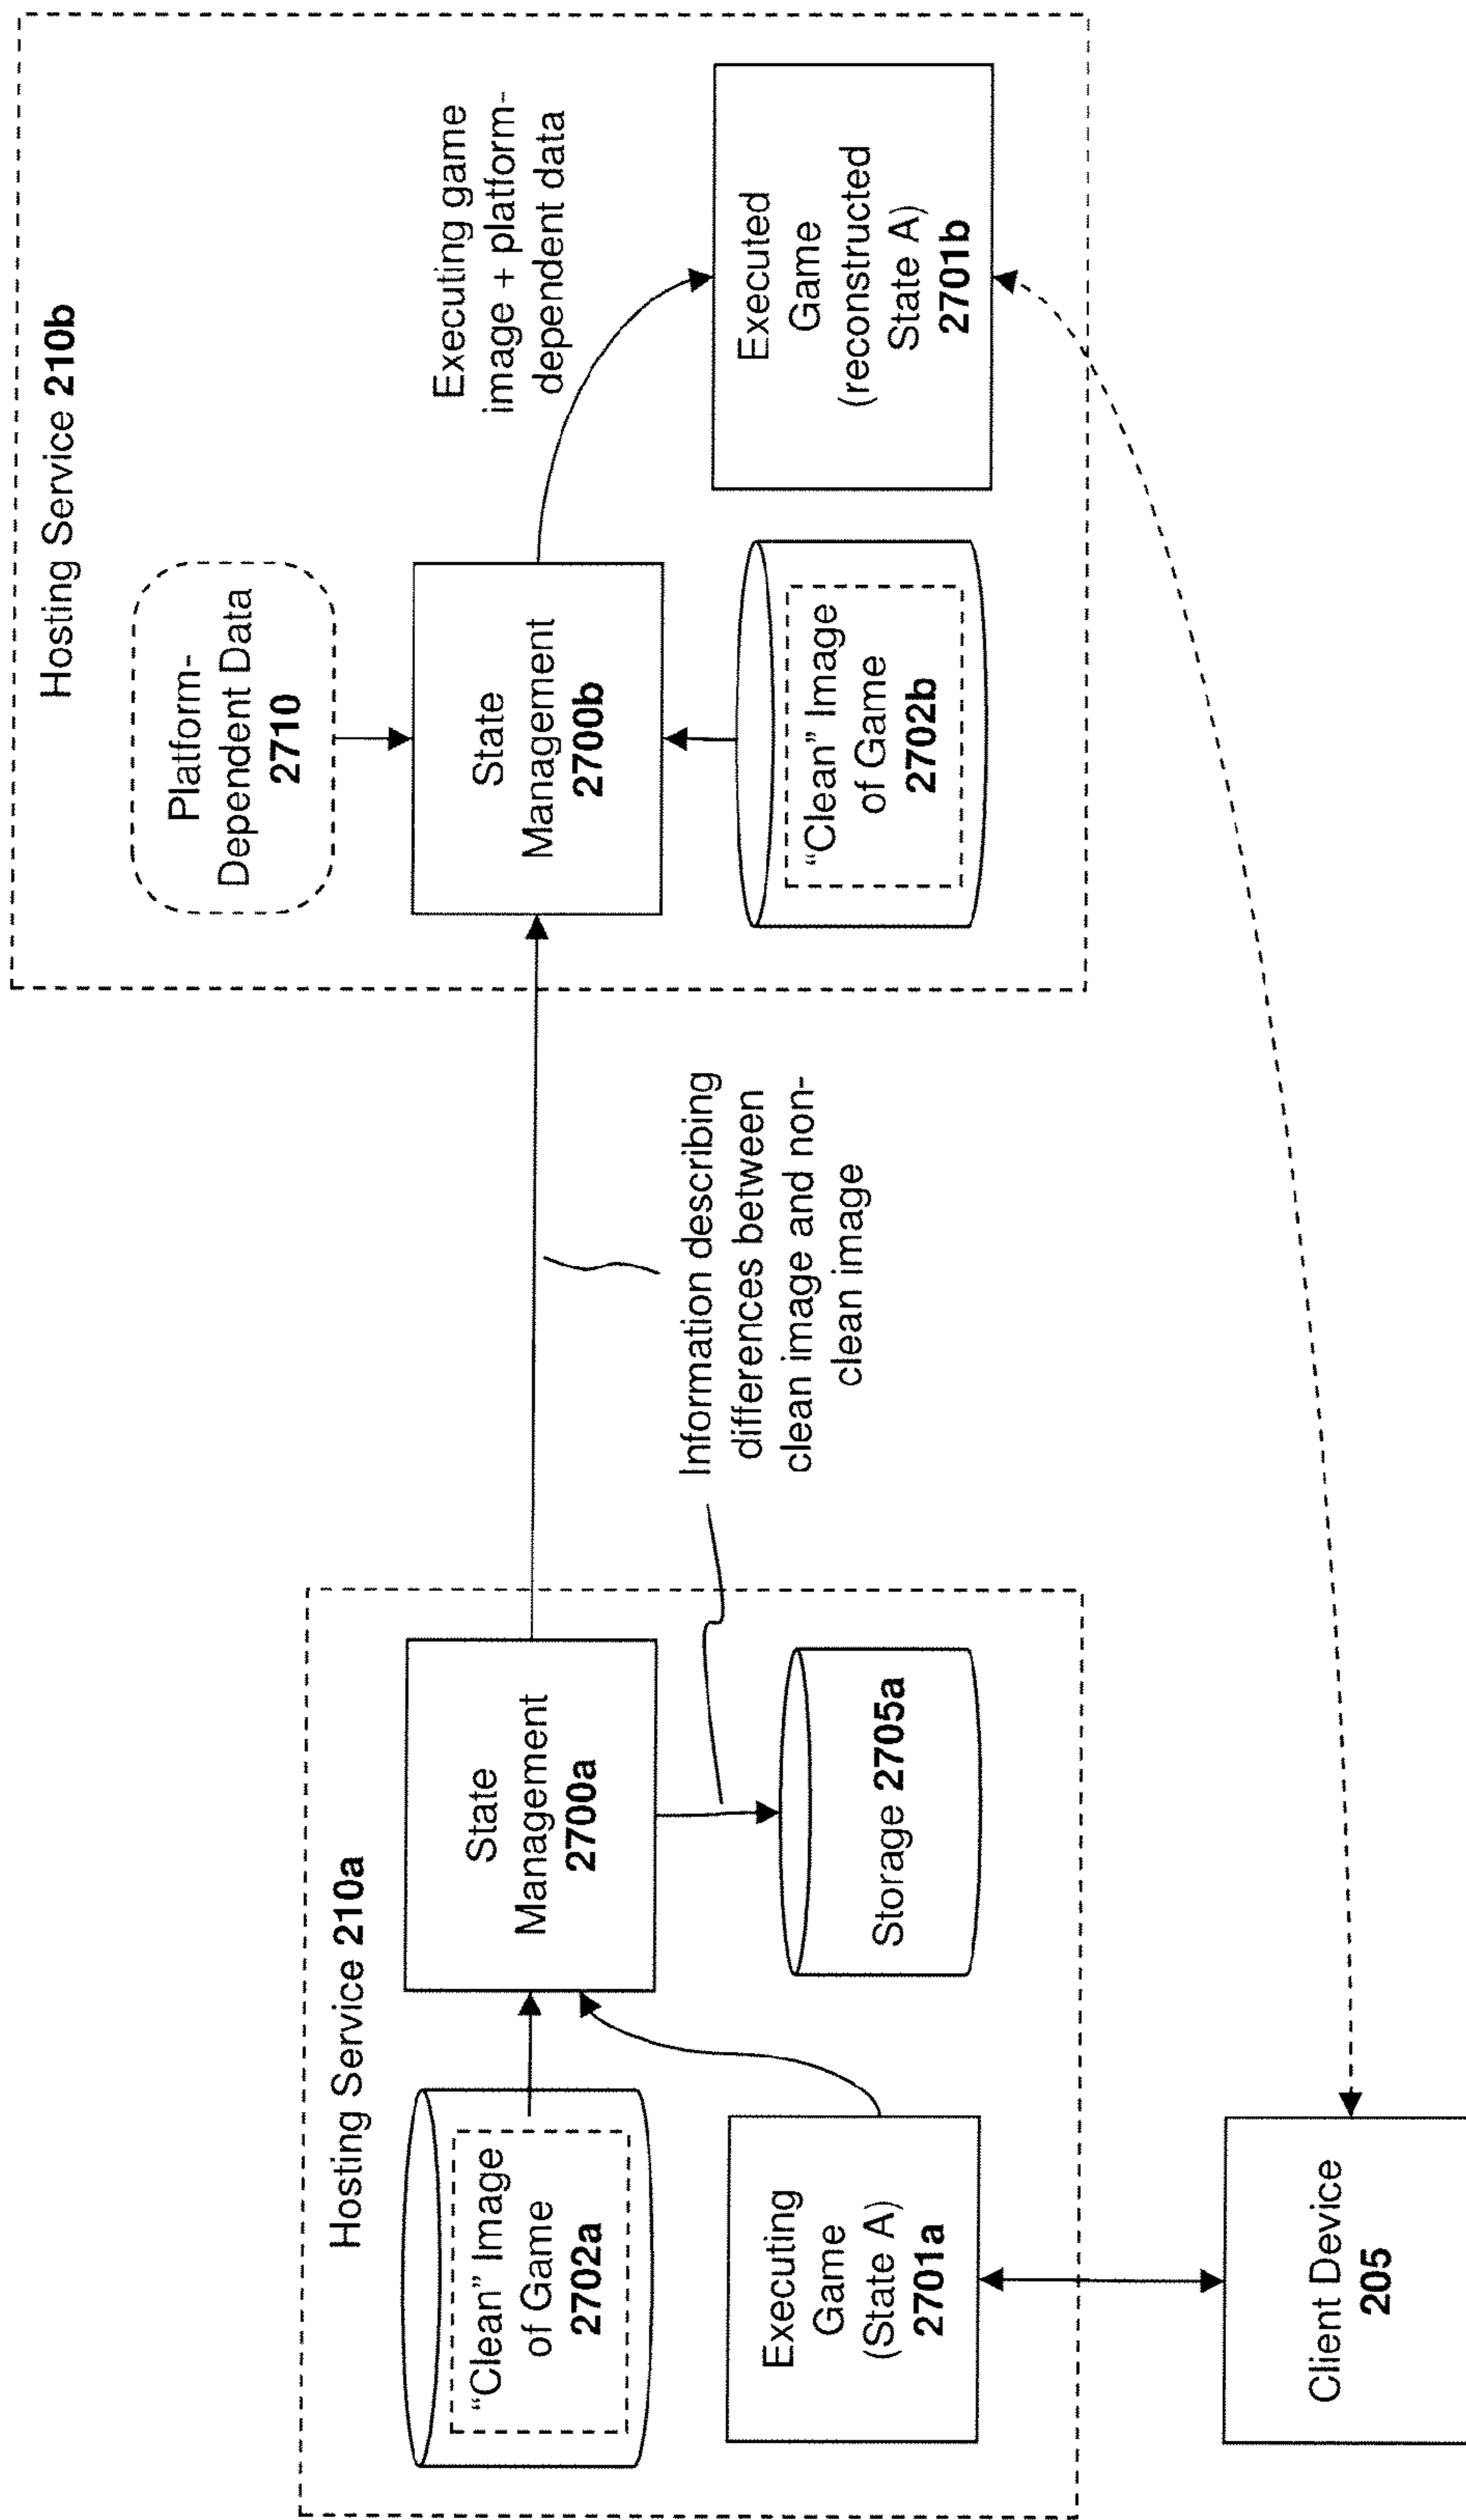 Hosting Service 210a
"Clean" Image
of Game
2702a
State
Management
2700a
Executing
Game
(State A)
2701a
Storage 2705a
Client Device
205
Information describing
differences between
clean image and non-
clean image
Hosting Service 210b
Platform-
Dependent Data
2710
State
Management
2700b
"Clean" Image
of Game
2702b
Executing game
image + platform-
dependent data
Executed
Game
(reconstructed
State A)
2701b